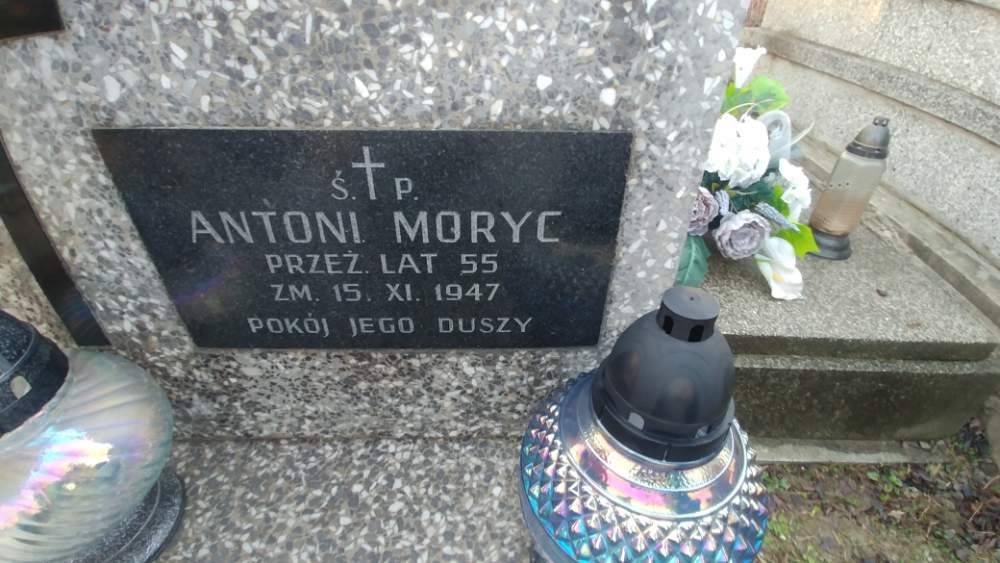 Ś. P.
ANTONI MORYC
PRZEŻ. LAT 55
ZM. 15. XI. 1947
POKÓJ JEGO DUSZY